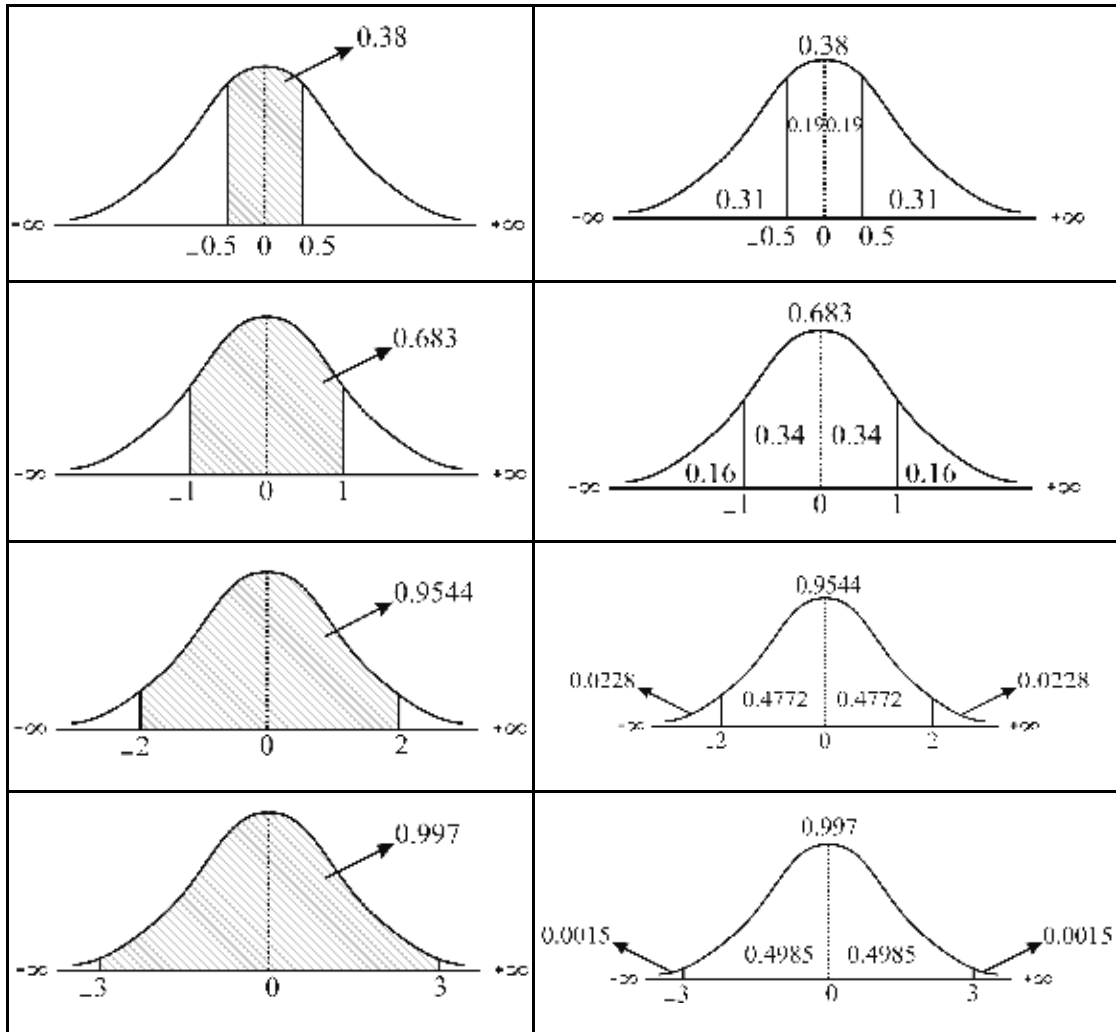 0.38
-∞ +∞
–0.5 0 0.5
0.38
0.19 0.19
0.31 0.31
-∞ +∞
–0.5 0 0.5
0.683
-∞ +∞
–1 0 1
0.683
0.34 0.34
0.16 0.16
-∞ +∞
–1 0 1
0.9544
-∞ +∞
–2 0 2
0.9544
0.0228 0.4772 0.4772 0.0228
-∞ +∞
–2 0 2
0.997
-∞ +∞
–3 0 3
0.997
0.0015 0.4985 0.4985 0.0015
-∞ +∞
–3 0 3